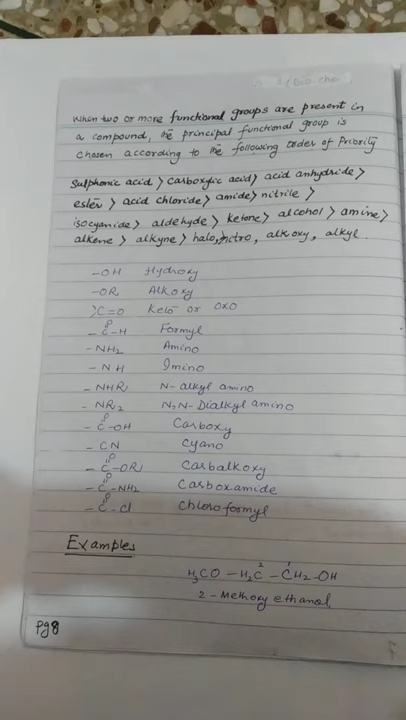 When two or more functional groups are present in
a compound, the principal functional group is
chosen according to the following order of Priority
Sulphonic acid > carboxylic acid > acid anhydride >
ester > acid chloride > amide > nitrile >
isocyanide > aldehyde > ketone > alcohol > amine >
alkene > alkyne > halo, nitro, alkoxy, alkyl
-OH Hydroxy
-OR Alkoxy
>C=O Keto or oxo
-C-H Formyl
O
-NH2 Amino
-NH Imino
-NHR N-alkyl amino
-NR2 N,N-Dialkyl amino
O
-C-OH Carboxy
-CN Cyano
O
-C-OR Carbalkoxy
O
-C-NH2 Carboxamide
O
-C-Cl Chloroformyl
Examples
2 1
H3CO-H2C-CH2-OH
2-Methoxy ethanol
Pg 8